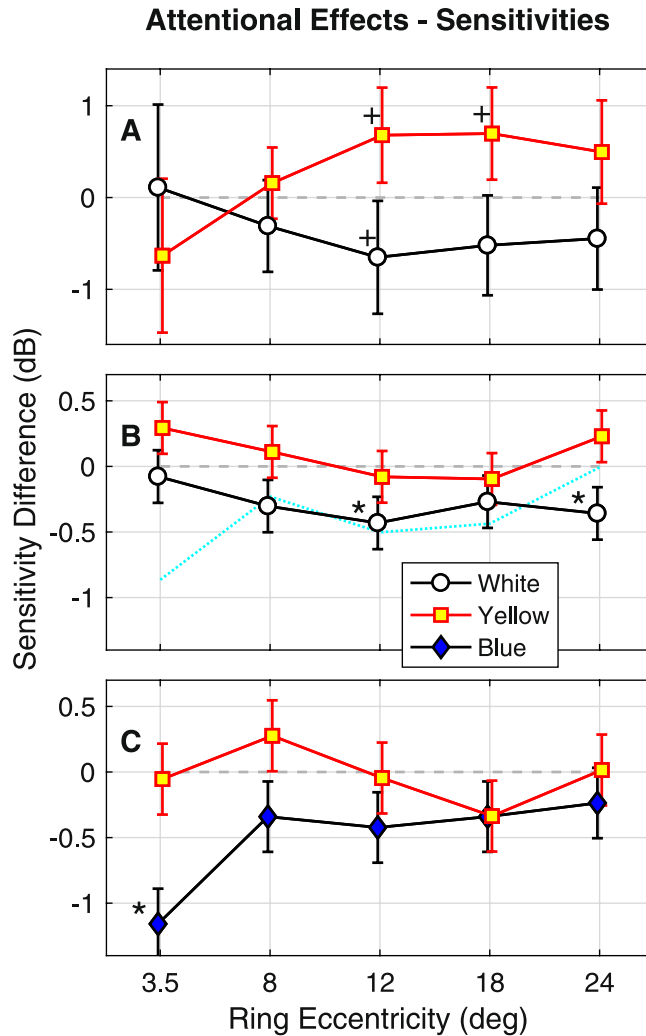 Attentional Effects - Sensitivities
A
1
0
-1
+
+
+
B
0.5
0
-0.5
-1
*
*
White
Yellow
Blue
C
0.5
0
-0.5
-1
*
3.5 8 12 18 24
Ring Eccentricity (deg)
Sensitivity Difference (dB)